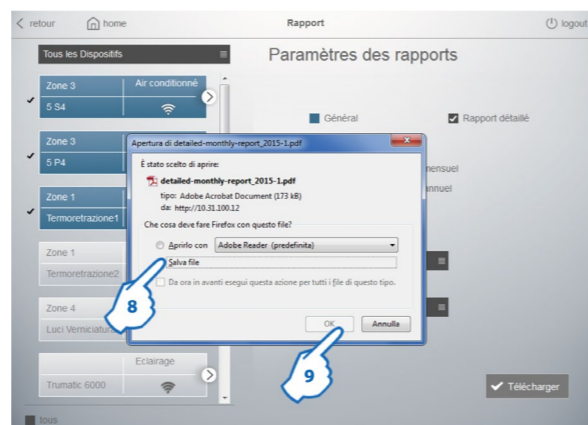 retour
home
Rapport
logout
Tous les Dispositifs
Paramètres des rapports
Zone 3
Air conditionné
5 S4
Général
Rapport détaillé
Zone 3
5 P4
Apertura di detailed-monthly-report_2015-1.pdf
È stato scelto di aprire:
detailed-monthly-report_2015-1.pdf
tipo: Adobe Acrobat Document (173 kB)
da: http://10.31.100.12
Che cosa deve fare Firefox con questo file?
Aprirlo con
Adobe Reader (predefinita)
Salva file
Da ora in avanti esegui questa azione per tutti i file di questo tipo.
OK
Annulla
mensuel
annuel
Zone 1
Termoretrazione1
Zone 1
Termoretrazione2
Zone 4
Luci Verniciatura
8
9
Eclairage
Trumatic 6000
Télécharger
tous